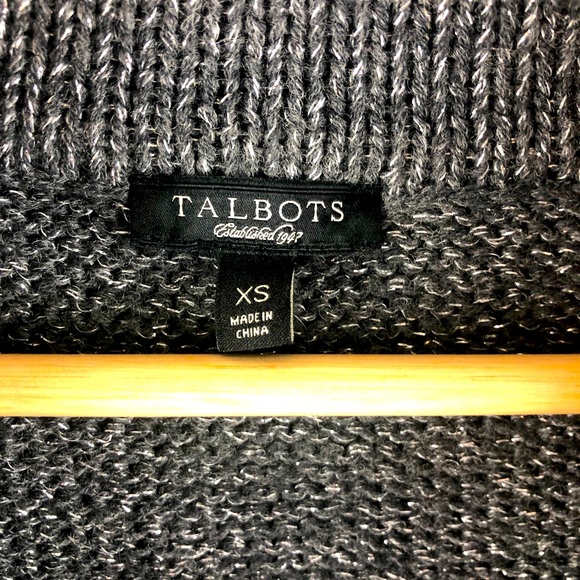 TALBOTS
Established 1947
XS
MADE IN
CHINA